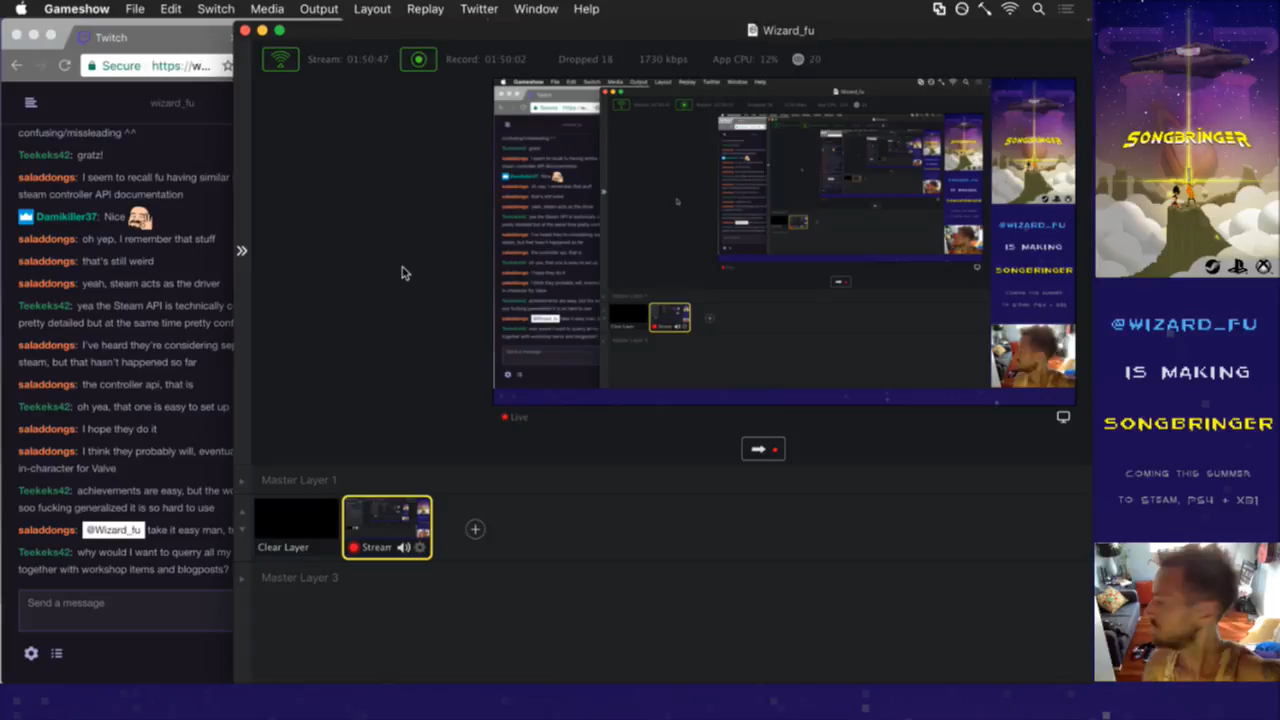 Gameshow File Edit Switch Media Output Layout Replay Twitter Window Help
Twitch
Wizard_fu
Secure https://w...
Stream: 01:50:47
Record: 01:50:02
Dropped 18
1730 kbps
App CPU: 12%
20
wizard_fu
confusing/missleading ^^
Teekeks42: gratz!
saladdongs: I seem to recall fu having similar
steam controller API documentation
Damikiller37: Nice
saladdongs: oh yep, I remember that stuff
saladdongs: that's still weird
saladdongs: yeah, steam acts as the driver
Teekeks42: yea the Steam API is technically c
pretty detailed but at the same time pretty conf
saladdongs: I've heard they're considering sep
steam, but that hasn't happened so far
saladdongs: the controller api, that is
Teekeks42: oh yea, that one is easy to set up
saladdongs: I hope they do it
saladdongs: I think they probably will, eventua
in-character for Valve
Teekeks42: achievements are easy, but the w
soo fucking generalized it is so hard to use
saladdongs: @Wizard_fu take it easy man, t
Teekeks42: why would I want to querry all my
together with workshop items and blogposts?
Send a message
Live
Master Layer 1
Clear Layer
Stream
Master Layer 3
SONGBRINGER
@WIZARD_FU
IS MAKING
SONGBRINGER
COMING THIS SUMMER
TO STEAM, PS4 + XB1